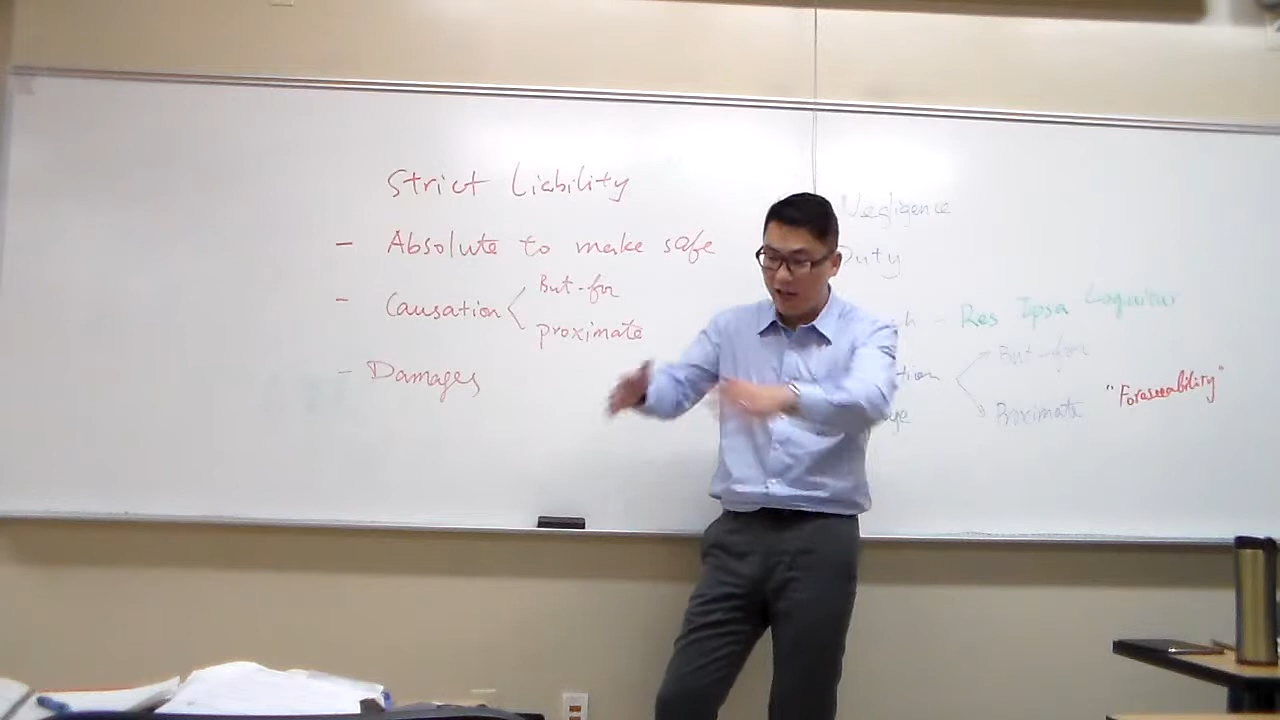 Strict Liability
- Absolute to make safe
- Causation < But-for
proximate
- Damages
Negligence
Duty
- Res Ipsa Loquitur
But-for
Proximate "Foreseeability"